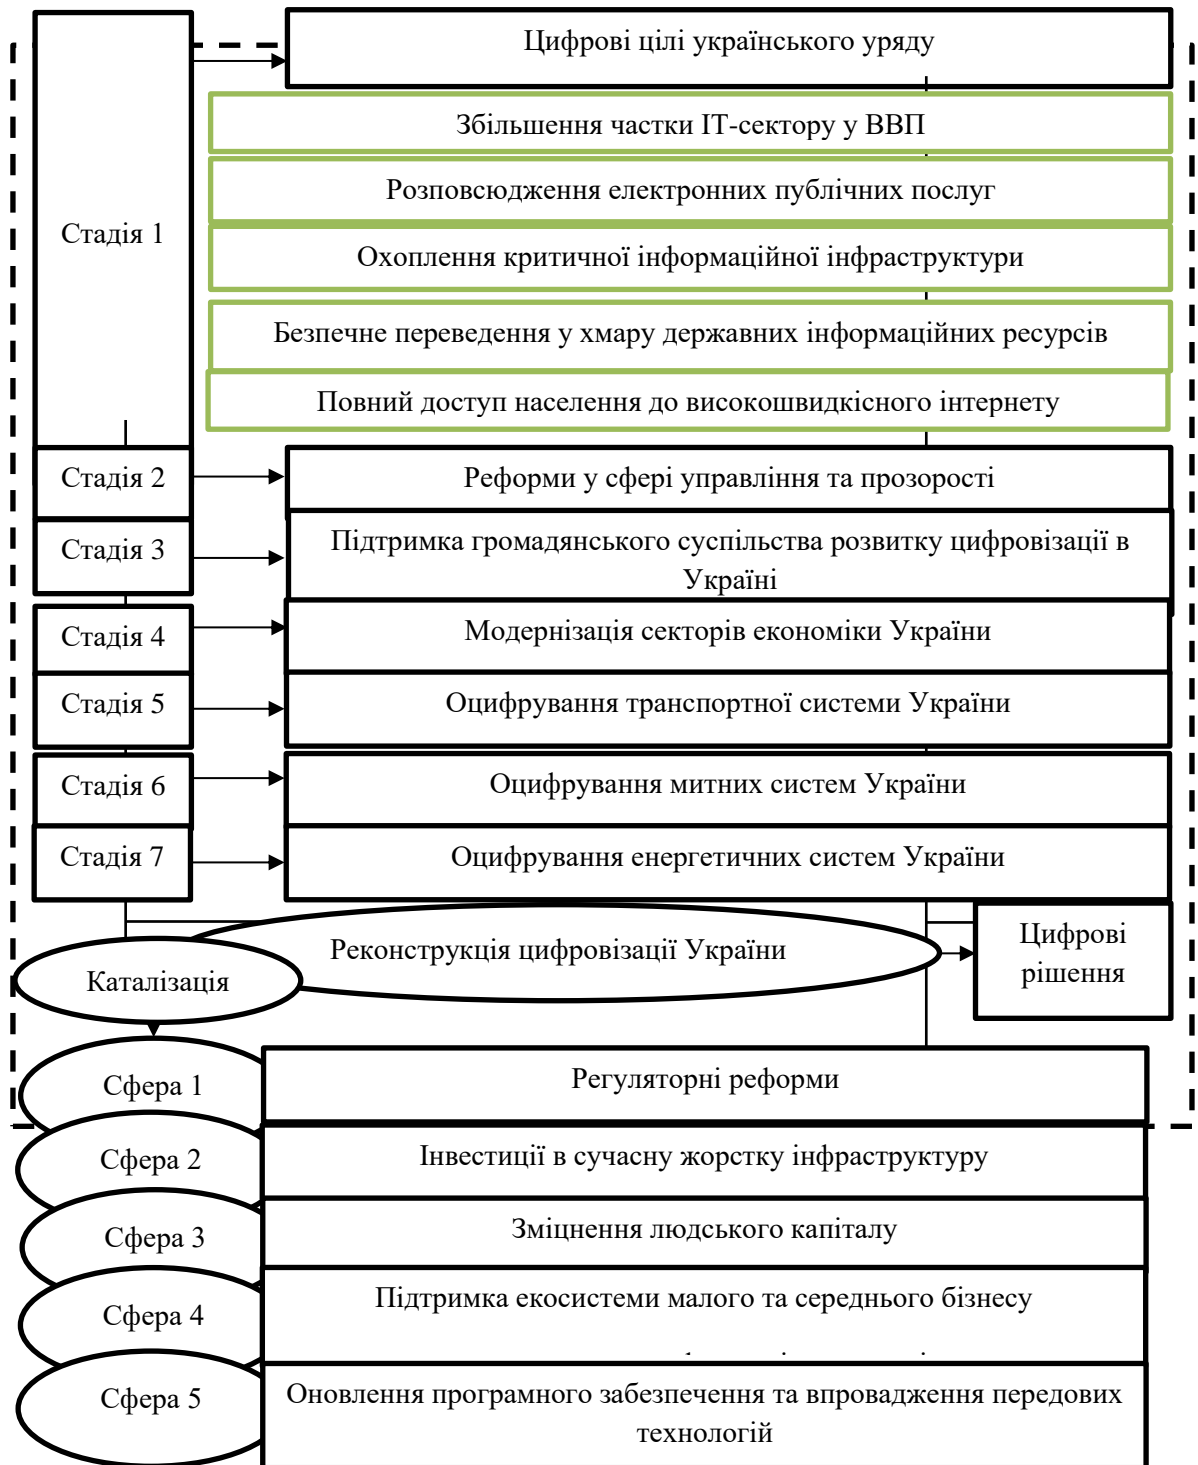 Цифрові цілі українського уряду
Збільшення частки ІТ-сектору у ВВП
Розповсюдження електронних публічних послуг
Стадія 1
Охоплення критичної інформаційної інфраструктури
Безпечне переведення у хмару державних інформаційних ресурсів
Повний доступ населення до високошвидкісного інтернету
Стадія 2
Реформи у сфері управління та прозорості
Стадія 3
Підтримка громадянського суспільства розвитку цифровізації в
Україні
Стадія 4
Модернізація секторів економіки України
Стадія 5
Оцифрування транспортної системи України
Стадія 6
Оцифрування митних систем України
Стадія 7
Оцифрування енергетичних систем України
Реконструкція цифровізації України
Цифрові
рішення
Каталізація
Сфера 1
Регуляторні реформи
Сфера 2
Інвестиції в сучасну жорстку інфраструктуру
Сфера 3
Зміцнення людського капіталу
Сфера 4
Підтримка екосистеми малого та середнього бізнесу
Сфера 5
Оновлення програмного забезпечення та впровадження передових
технологій